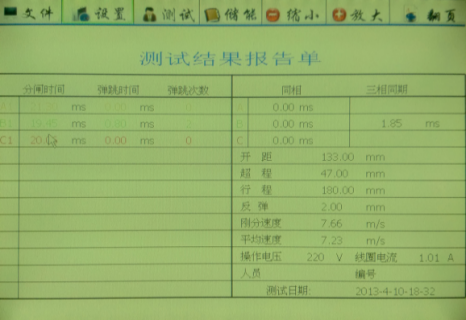 文件 设置 测试 储能 缩小 放大 翻页
测试结果报告单
分闸时间 弹跳时间 弹跳次数 同相 三相同期
ms 0.00 ms 0 A 0.00 ms
B1 19.45 ms 0.00 ms 2 B 0.00 ms 1.85 ms
C1 ms 0.00 ms 0 C 0.00 ms
开 距 133.00 mm
超 程 47.00 mm
行 程 180.00 mm
反 弹 2.00 mm
刚分速度 7.66 m/s
平均速度 7.23 m/s
操作电压 220 V 线圈电流 1.01 A
人员 编号
测试日期: 2013-4-10-18-32